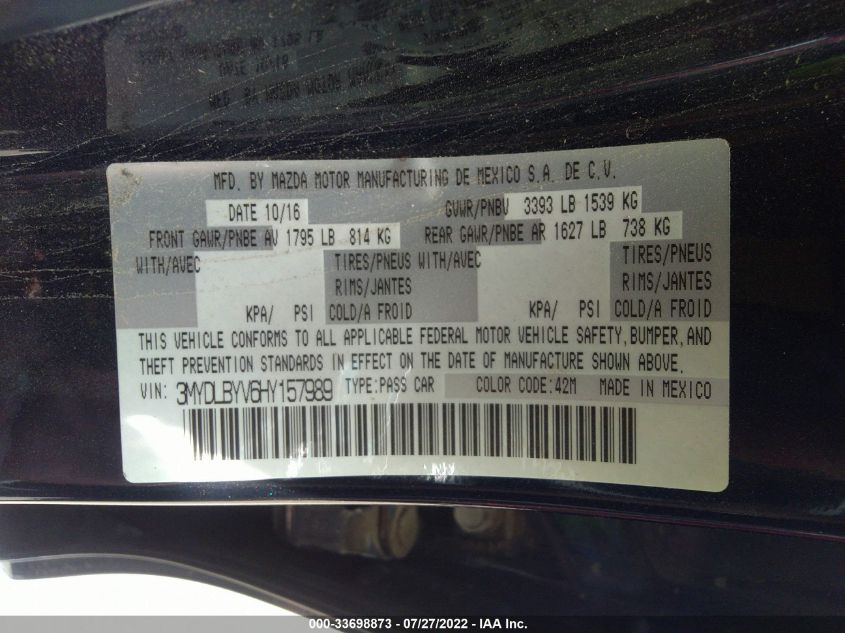 MFD. BY MAZDA MOTOR MANUFACTURING DE MEXICO S.A. DE C.V.
DATE 10/16 GVWR/PNBV 3393 LB 1539 KG
FRONT GAWR/PNBE AV 1795 LB 814 KG REAR GAWR/PNBE AR 1627 LB 738 KG
WITH/AVEC TIRES/PNEUS WITH/AVEC TIRES/PNEUS
RIMS/JANTES RIMS/JANTES
KPA/ PSI COLD/A FROID KPA/ PSI COLD/A FROID
THIS VEHICLE CONFORMS TO ALL APPLICABLE FEDERAL MOTOR VEHICLE SAFETY, BUMPER, AND
THEFT PREVENTION STANDARDS IN EFFECT ON THE DATE OF MANUFACTURE SHOWN ABOVE.
VIN: 3MYDLBYV6HY157989 TYPE:PASS CAR COLOR CODE:42M MADE IN MEXICO
000-33698873 - 07/27/2022 - IAA Inc.